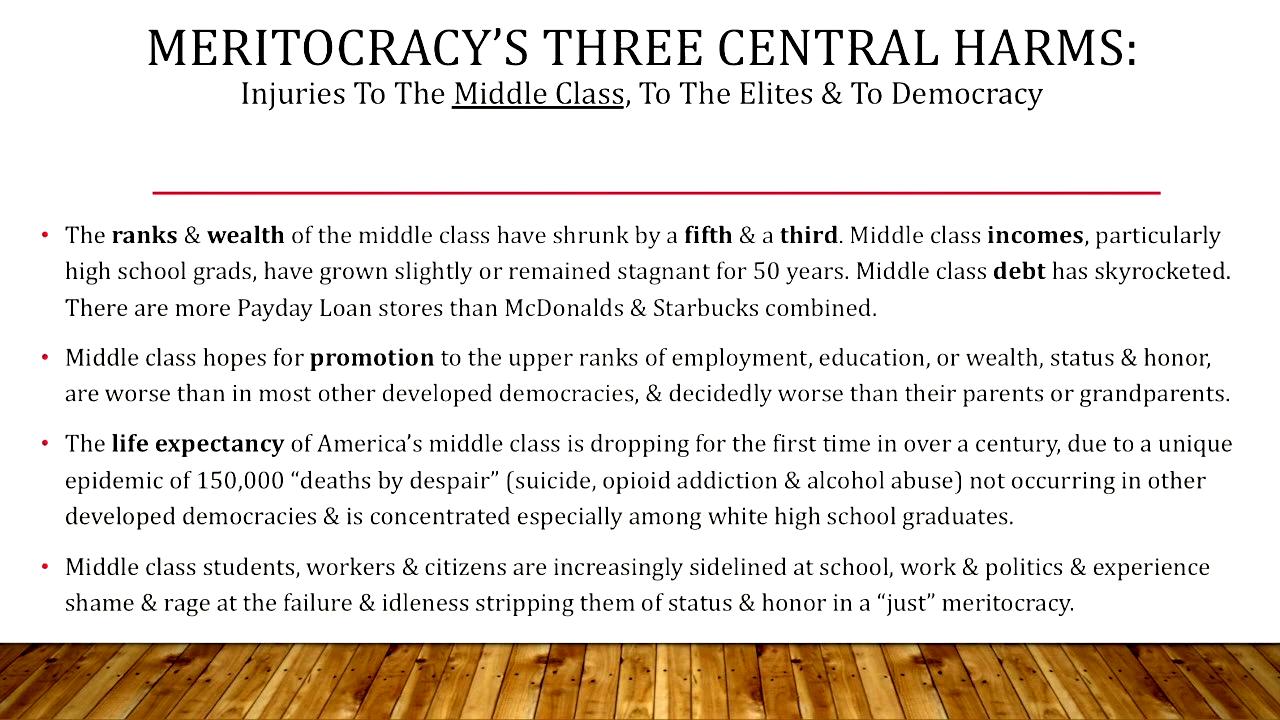 MERITOCRACY’S THREE CENTRAL HARMS:
Injuries To The Middle Class, To The Elites & To Democracy
• The ranks & wealth of the middle class have shrunk by a fifth & a third. Middle class incomes, particularly
high school grads, have grown slightly or remained stagnant for 50 years. Middle class debt has skyrocketed.
There are more Payday Loan stores than McDonalds & Starbucks combined.
• Middle class hopes for promotion to the upper ranks of employment, education, or wealth, status & honor,
are worse than in most other developed democracies, & decidedly worse than their parents or grandparents.
• The life expectancy of America’s middle class is dropping for the first time in over a century, due to a unique
epidemic of 150,000 “deaths by despair” (suicide, opioid addiction & alcohol abuse) not occurring in other
developed democracies & is concentrated especially among white high school graduates.
• Middle class students, workers & citizens are increasingly sidelined at school, work & politics & experience
shame & rage at the failure & idleness stripping them of status & honor in a “just” meritocracy.